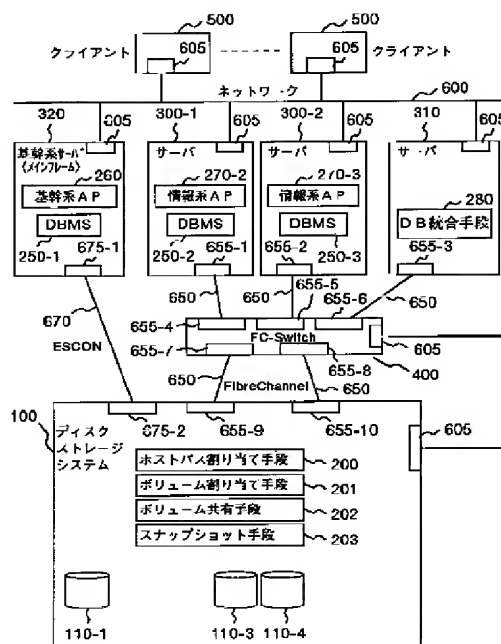 500 500
クライアント 605 605 クライアント
ネットワーク 600
320 300-1 300-2 310
605 605 605 605
基幹系サーバ サーバ サーバ サーバ
(メインフレーム) 260 270-2 270-3 280
基幹系AP 情報系AP 情報系AP DB統合手段
DBMS DBMS DBMS
250-1 675-1 250-2 655-1 655-2 250-3 655-3
650 650 655-5 655-6 650
670 655-4
ESCON FC-Switch 605
655-7 655-8 400
650 650
FibreChannel
100 675-2 655-9 655-10 605
ディスク
ストレージ
システム
ホストパス割り当て手段 200
ボリューム割り当て手段 201
ボリューム共有手段 202
スナップショット手段 203
110-1 110-3 110-4